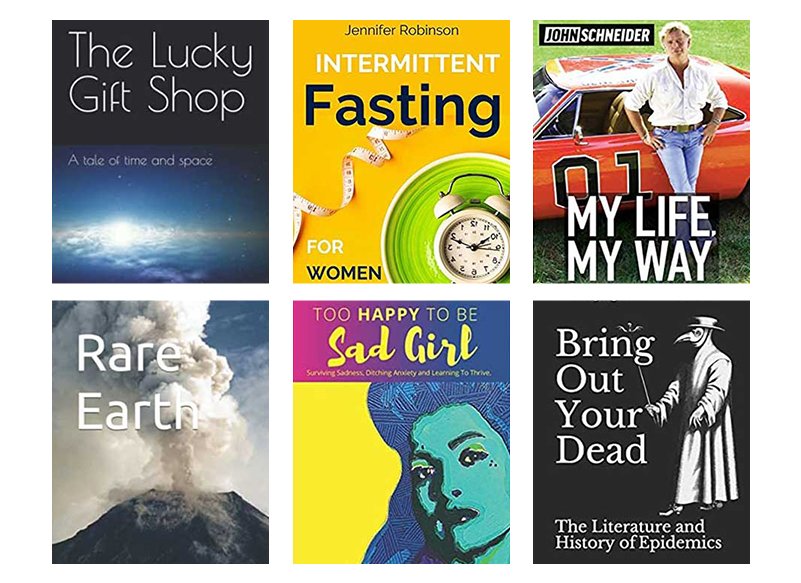 The Lucky
Gift Shop
A tale of time and space
Jennifer Robinson
INTERMITTENT
Fasting
FOR
WOMEN
JOHN SCHNEIDER
01
MY LIFE,
MY WAY
Rare
Earth
TOO HAPPY TO BE
Sad Girl
Surviving Sadness, Ditching Anxiety and Learning To Thrive.
Bring
Out
Your
Dead
The Literature and
History of Epidemics